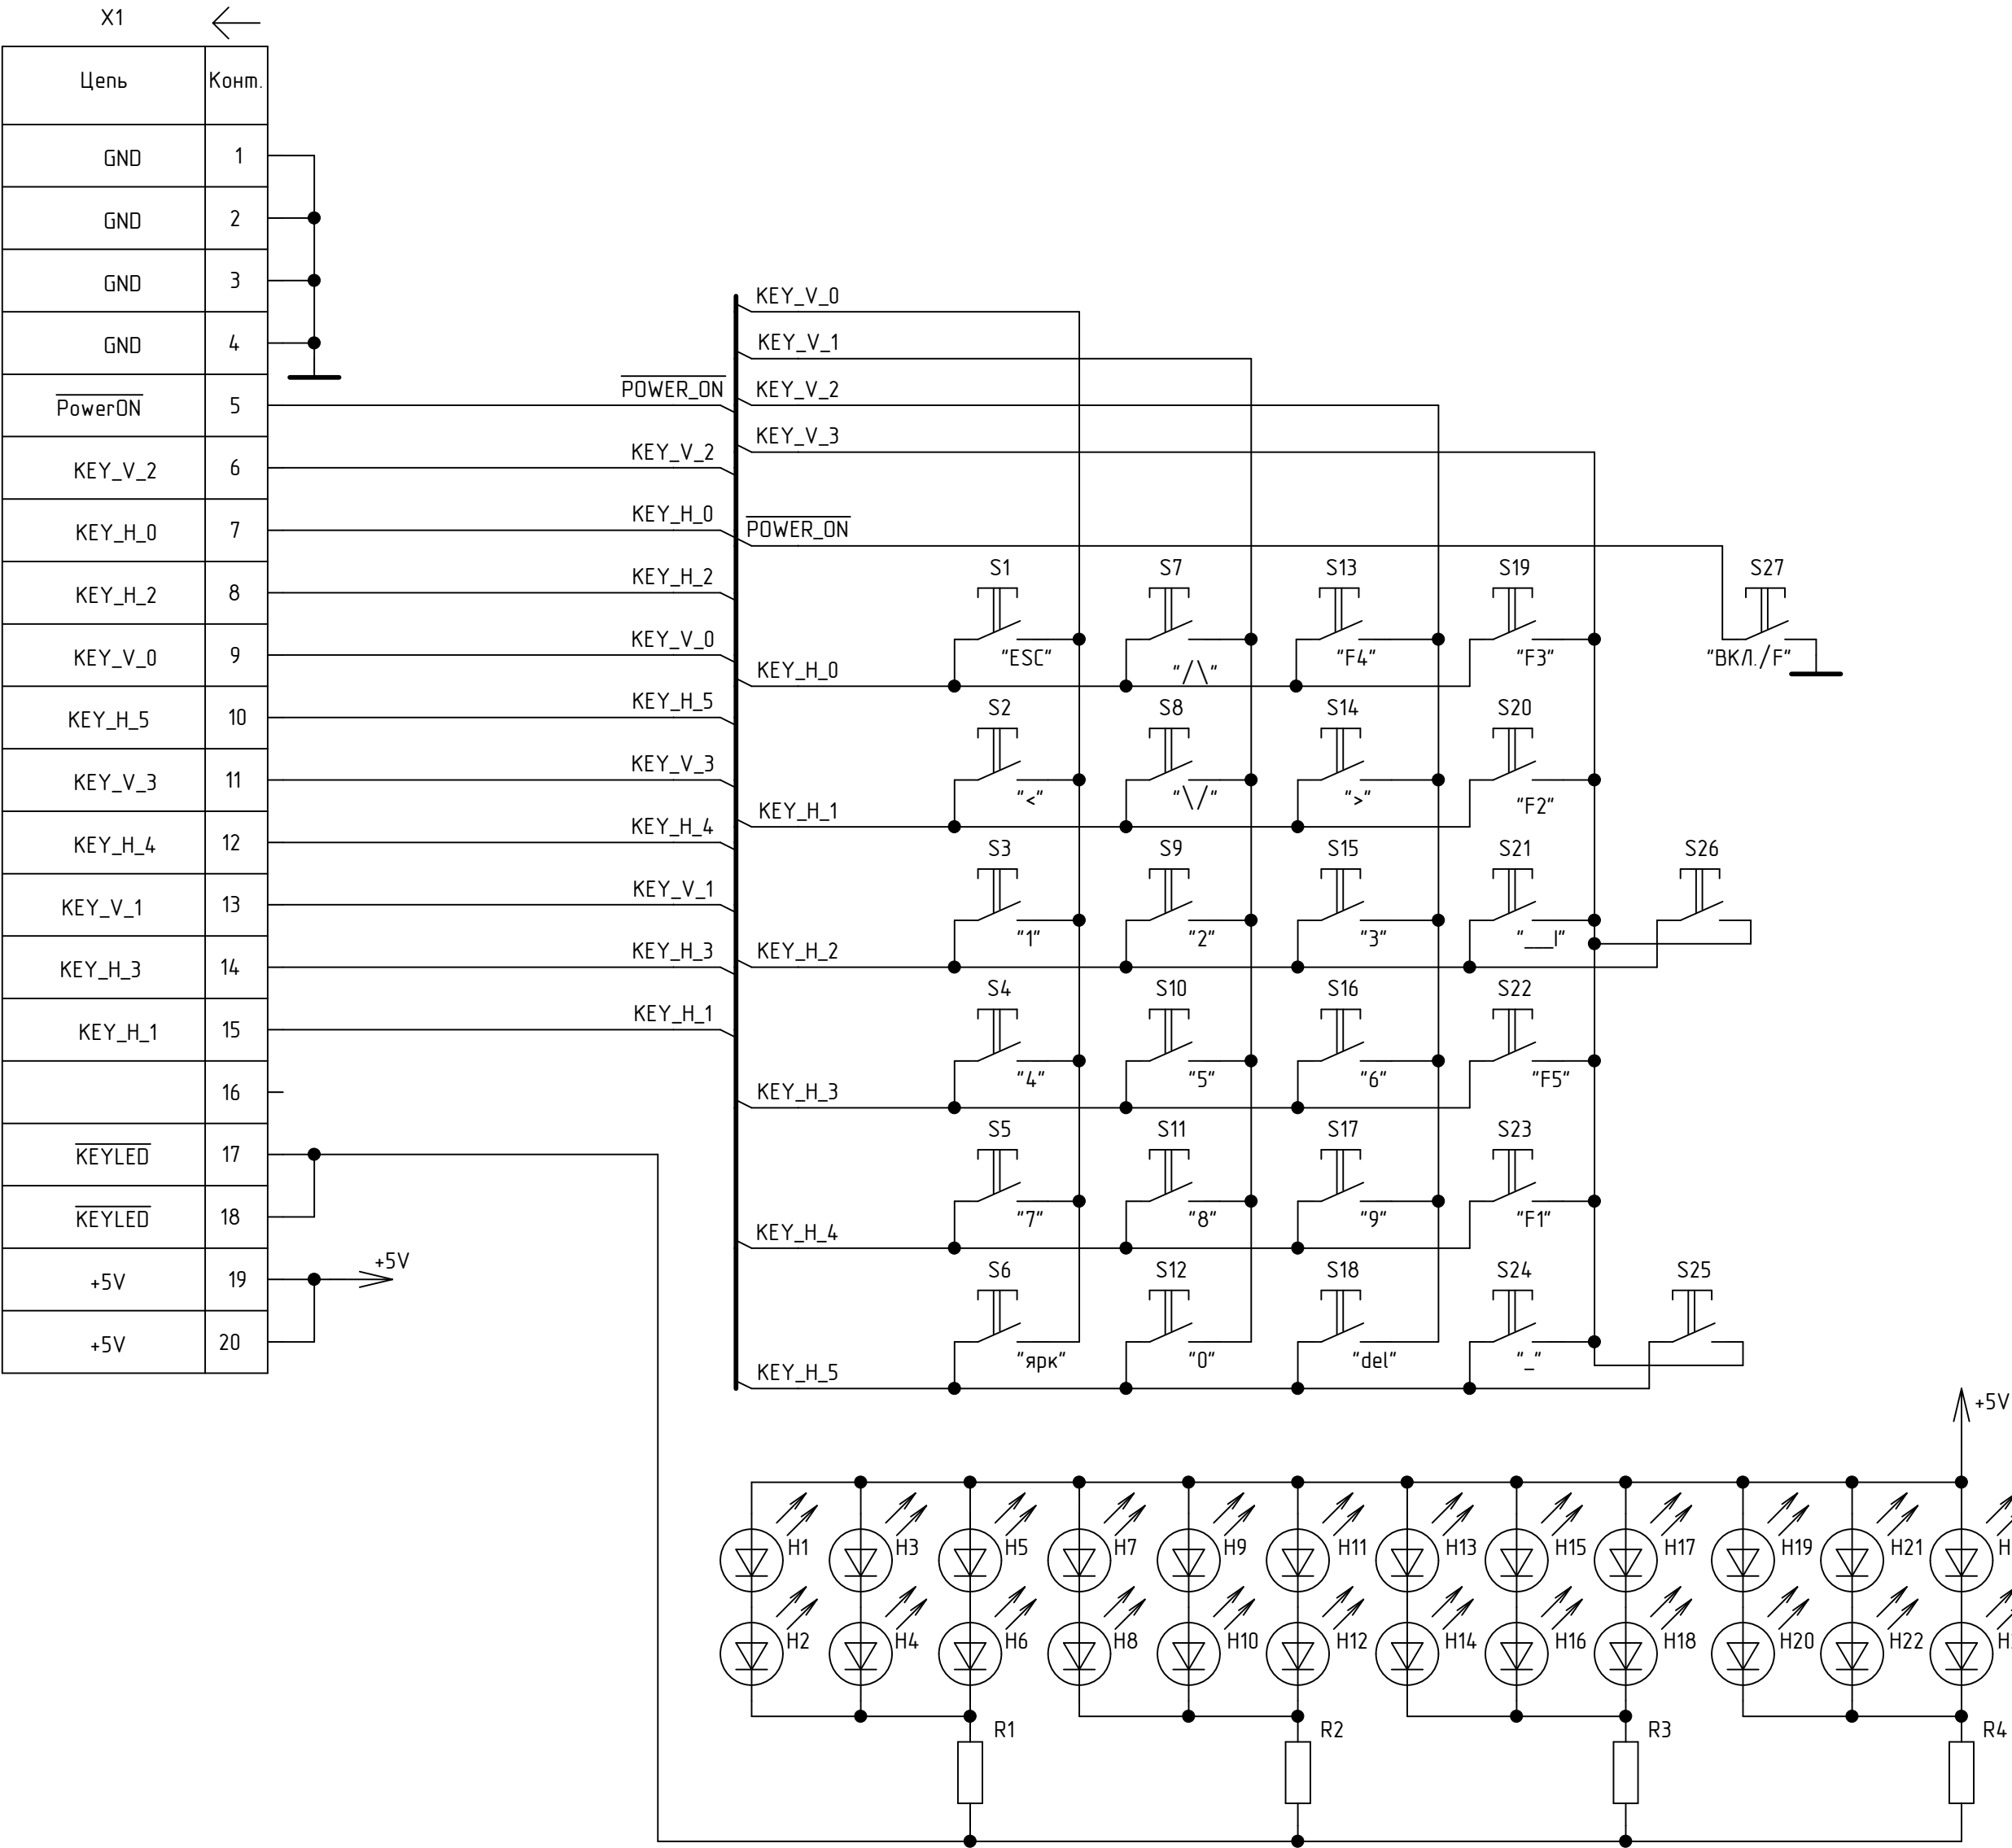 X1
Цепь Конт.
GND 1
GND 2
GND 3
GND 4
PowerON 5
KEY_V_2 6
KEY_H_0 7
KEY_H_2 8
KEY_V_0 9
KEY_H_5 10
KEY_V_3 11
KEY_H_4 12
KEY_V_1 13
KEY_H_3 14
KEY_H_1 15
16
KEYLED 17
KEYLED 18
+5V 19
+5V 20
+5V
POWER_ON
KEY_V_2
KEY_H_0
KEY_H_2
KEY_V_0
KEY_H_5
KEY_V_3
KEY_H_4
KEY_V_1
KEY_H_3
KEY_H_1
KEY_V_0
KEY_V_1
KEY_V_2
KEY_V_3
POWER_ON
S1 S7 S13 S19 S27
"ESC" "/\" "F4" "F3" "ВКЛ./F"
KEY_H_0
S2 S8 S14 S20
"<" "\/" ">" "F2"
KEY_H_1
S3 S9 S15 S21 S26
"1" "2" "3" "___I"
KEY_H_2
S4 S10 S16 S22
"4" "5" "6" "F5"
KEY_H_3
S5 S11 S17 S23
"7" "8" "9" "F1"
KEY_H_4
S6 S12 S18 S24 S25
"ярк" "0" "del" "_"
KEY_H_5
+5V
H1 H3 H5 H7 H9 H11 H13 H15 H17 H19 H21
H2 H4 H6 H8 H10 H12 H14 H16 H18 H20 H22
R1 R2 R3 R4